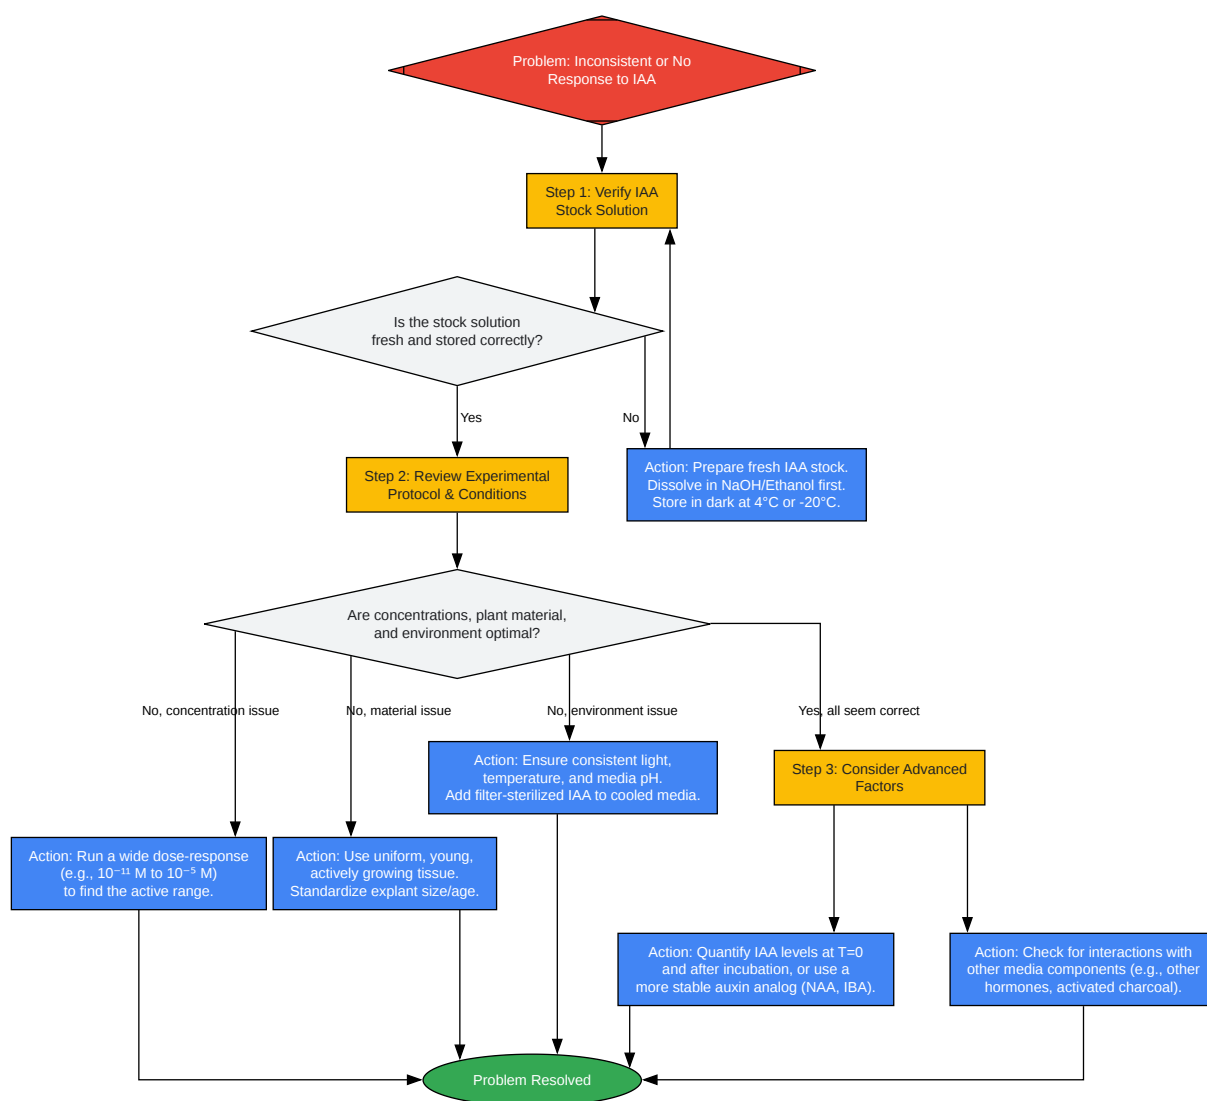 Problem: Inconsistent or No
Response to IAA
Step 1: Verify IAA
Stock Solution
Is the stock solution
fresh and stored correctly?
Yes
No
Step 2: Review Experimental
Protocol & Conditions
Action: Prepare fresh IAA stock.
Dissolve in NaOH/Ethanol first.
Store in dark at 4°C or -20°C.
Are concentrations, plant material,
and environment optimal?
No, concentration issue
No, material issue
No, environment issue
Yes, all seem correct
Action: Ensure consistent light,
temperature, and media pH.
Add filter-sterilized IAA to cooled media.
Step 3: Consider Advanced
Factors
Action: Run a wide dose-response
(e.g., 10⁻¹¹ M to 10⁻⁵ M)
to find the active range.
Action: Use uniform, young,
actively growing tissue.
Standardize explant size/age.
Action: Quantify IAA levels at T=0
and after incubation, or use a
more stable auxin analog (NAA, IBA).
Action: Check for interactions with
other media components (e.g., other
hormones, activated charcoal).
Problem Resolved